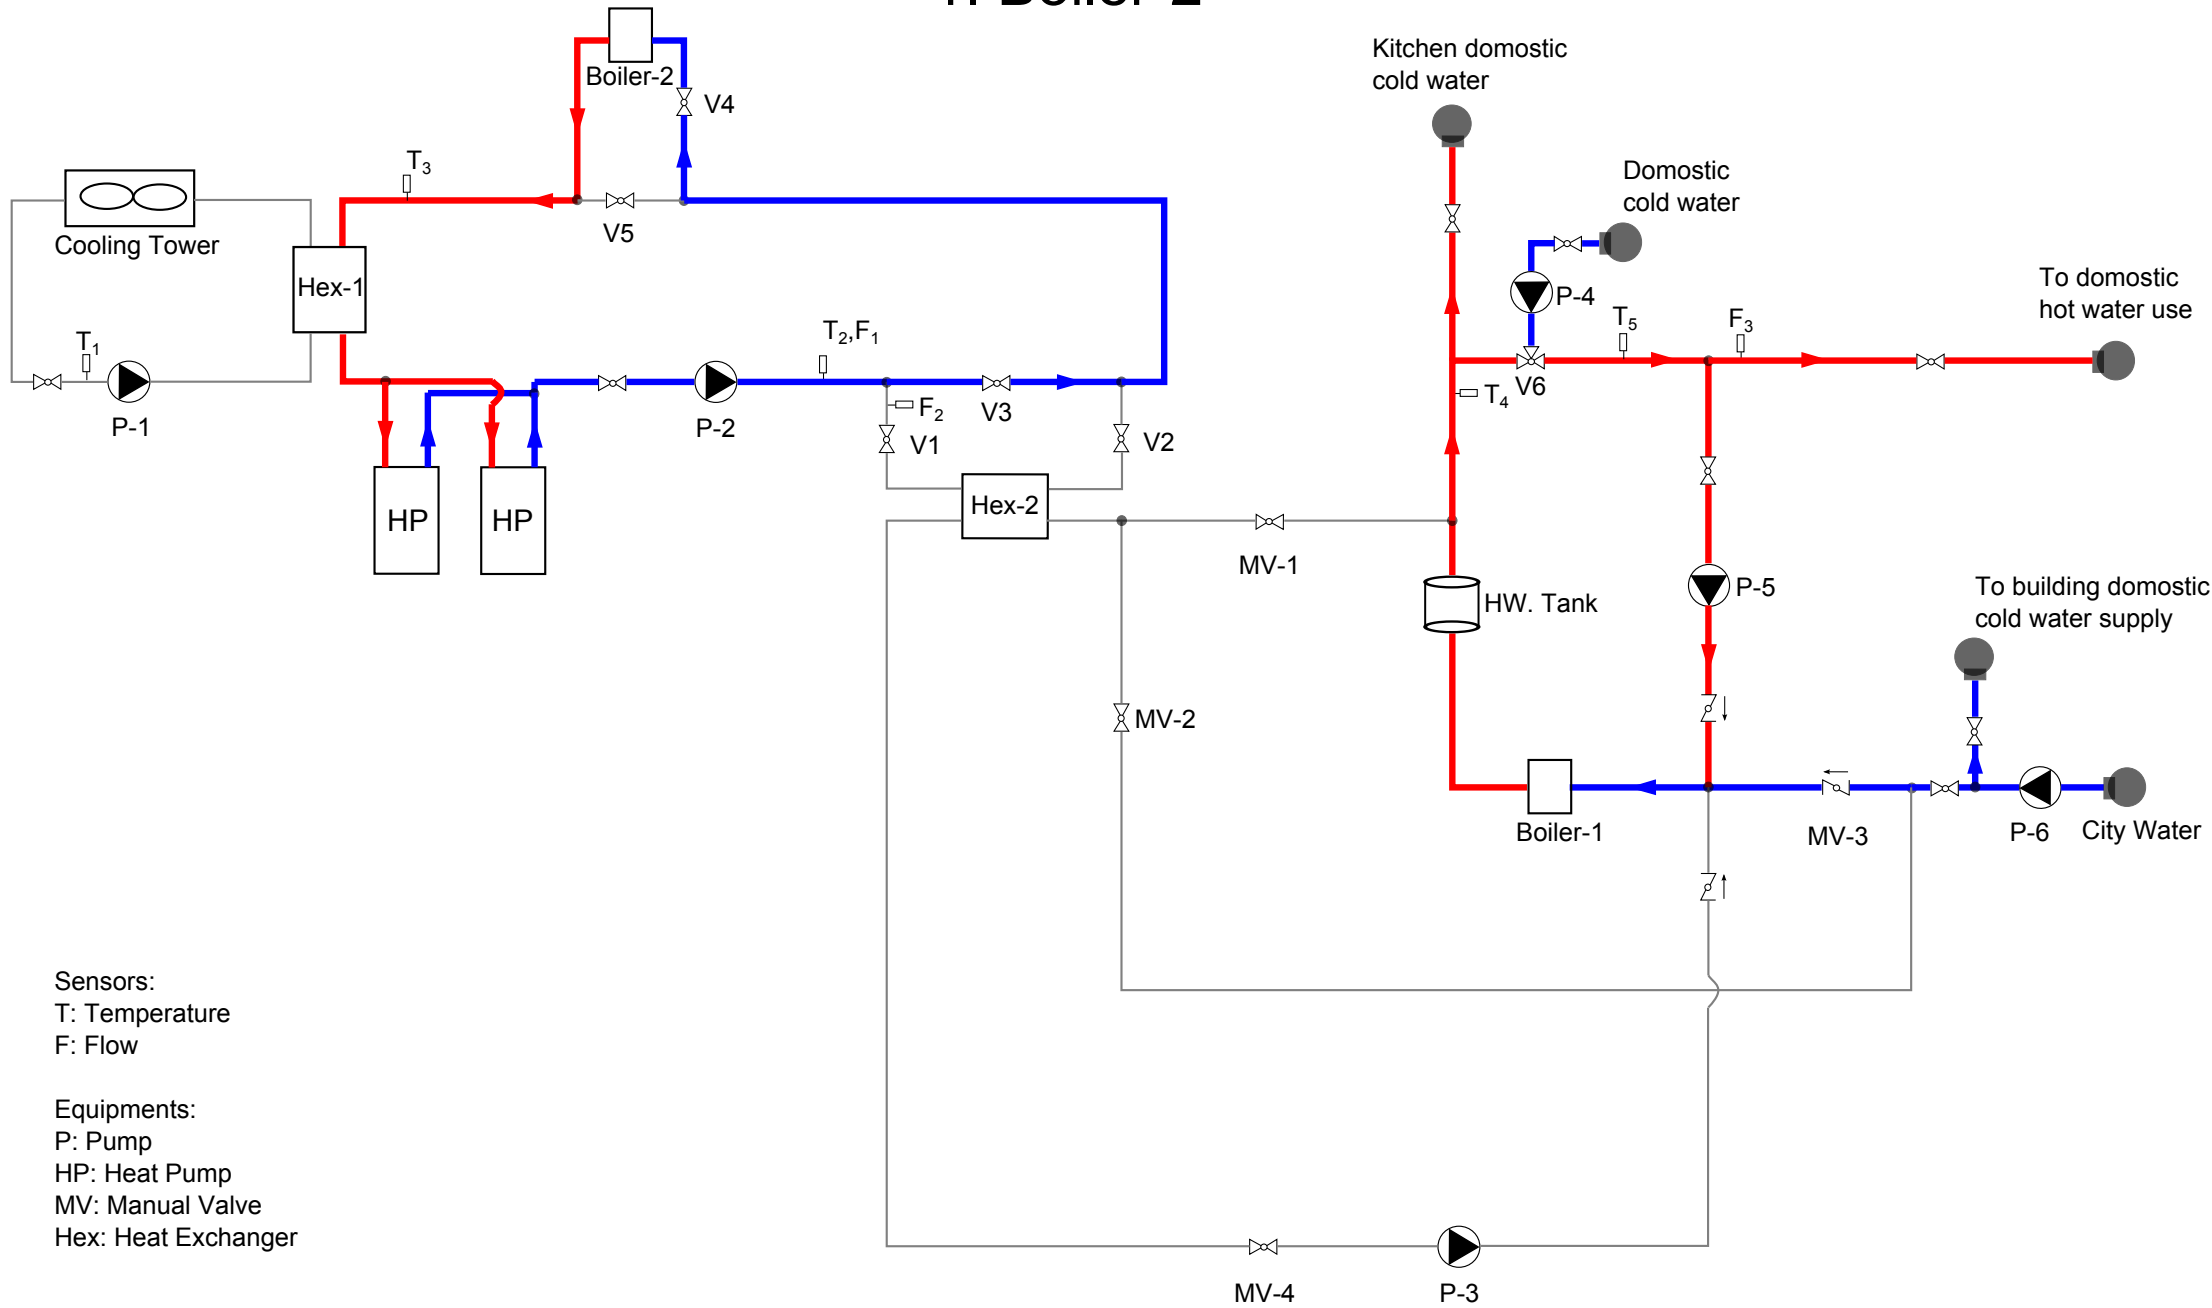 Boiler-2
Kitchen domostic
cold water
Boiler-2
V4
T3
Domostic
cold water
Cooling Tower
V5
Hex-1
To domostic
hot water use
P-4
T1
T2,F1
T5
F3
V6
T4
P-1
P-2
F2
V3
V1
V2
Hex-2
HP
HP
MV-1
P-5
To building domostic
cold water supply
HW. Tank
MV-2
Boiler-1
MV-3
P-6
City Water
Sensors:
T: Temperature
F: Flow
Equipments:
P: Pump
HP: Heat Pump
MV: Manual Valve
Hex: Heat Exchanger
MV-4
P-3